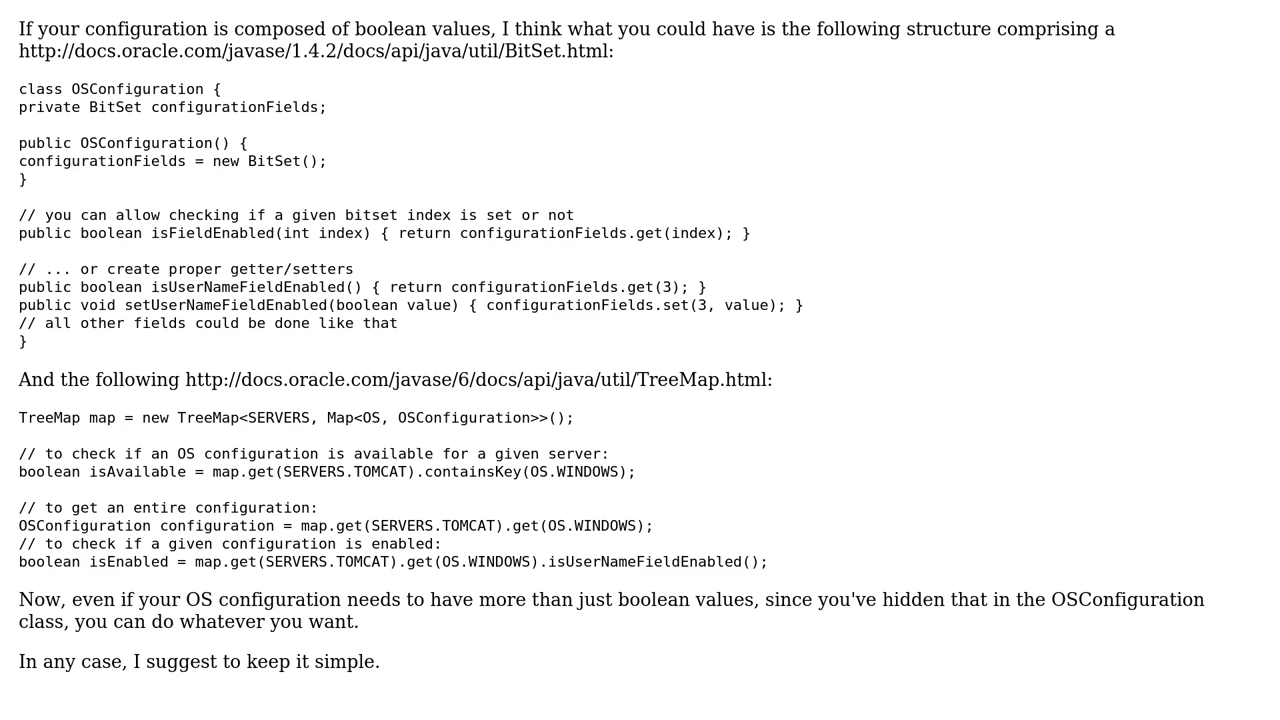 If your configuration is composed of boolean values, I think what you could have is the following structure comprising a
http://docs.oracle.com/javase/1.4.2/docs/api/java/util/BitSet.html:
class OSConfiguration {
private BitSet configurationFields;
public OSConfiguration() {
configurationFields = new BitSet();
}
// you can allow checking if a given bitset index is set or not
public boolean isFieldEnabled(int index) { return configurationFields.get(index); }
// ... or create proper getter/setters
public boolean isUserNameFieldEnabled() { return configurationFields.get(3); }
public void setUserNameFieldEnabled(boolean value) { configurationFields.set(3, value); }
// all other fields could be done like that
}
And the following http://docs.oracle.com/javase/6/docs/api/java/util/TreeMap.html:
TreeMap map = new TreeMap<SERVERS, Map<OS, OSConfiguration>>();
// to check if an OS configuration is available for a given server:
boolean isAvailable = map.get(SERVERS.TOMCAT).containsKey(OS.WINDOWS);
// to get an entire configuration:
OSConfiguration configuration = map.get(SERVERS.TOMCAT).get(OS.WINDOWS);
// to check if a given configuration is enabled:
boolean isEnabled = map.get(SERVERS.TOMCAT).get(OS.WINDOWS).isUserNameFieldEnabled();
Now, even if your OS configuration needs to have more than just boolean values, since you've hidden that in the OSConfiguration
class, you can do whatever you want.
In any case, I suggest to keep it simple.